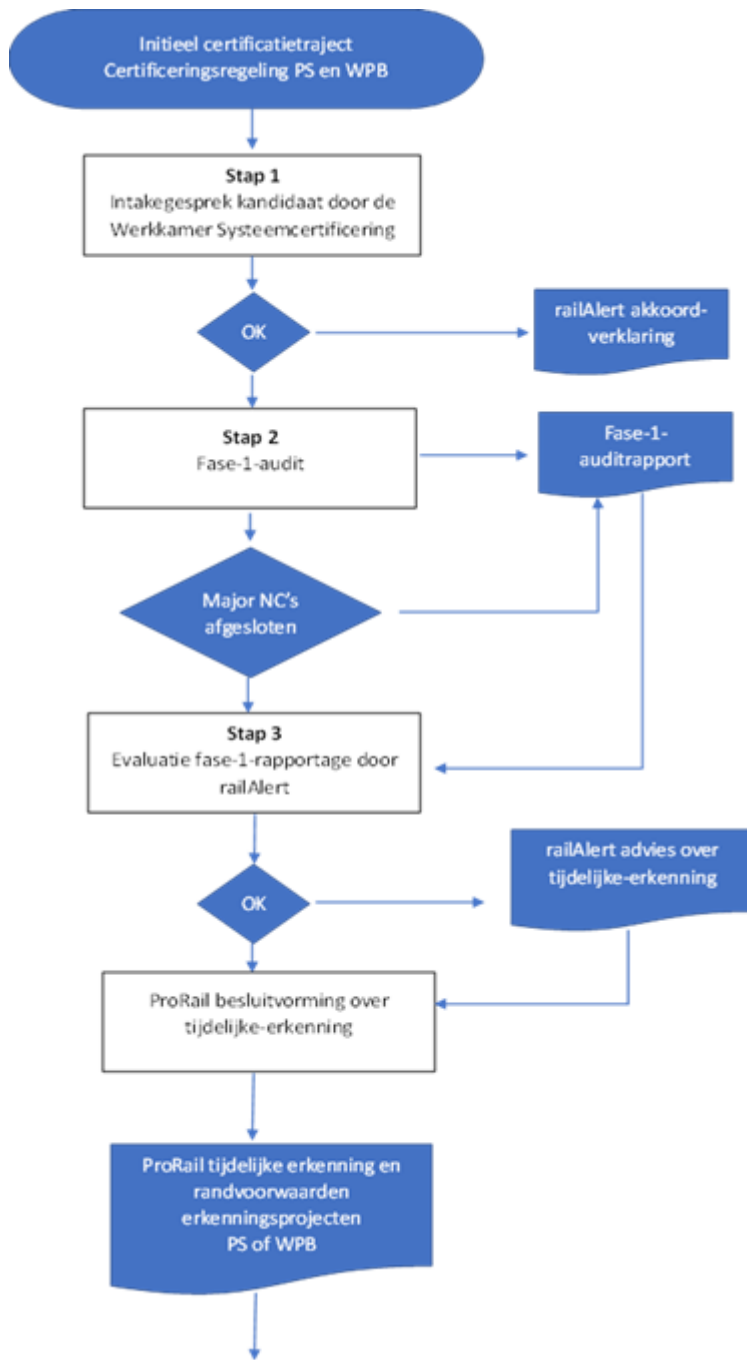 Initieel certificatietraject
Certificeringsregeling PS en WPB
Stap 1
Intakegesprek kandidaat door de
Werkkamer Systeemcertificering
OK
railAlert akkoord-
verklaring
Stap 2
Fase-1-audit
Fase-1-
auditrapport
Major NC's
afgesloten
Stap 3
Evaluatie fase-1-rapportage door
railAlert
OK
railAlert advies over
tijdelijke-erkenning
ProRail besluitvorming over
tijdelijke-erkenning
ProRail tijdelijke erkenning en
randvoorwaarden
erkenningsprojecten
PS of WPB